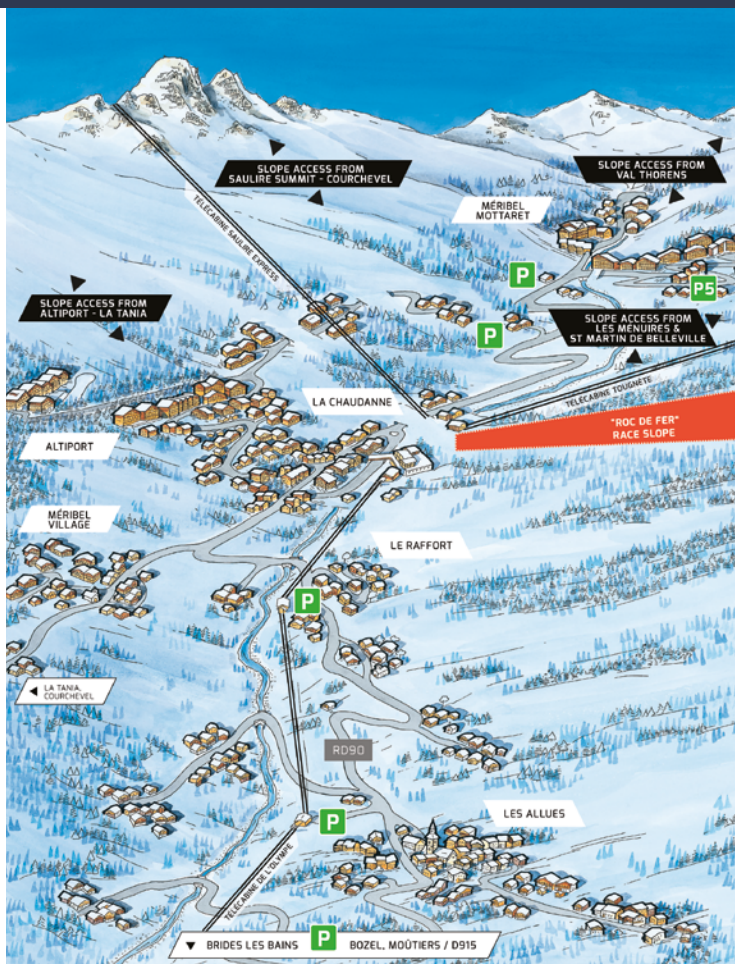 SLOPE ACCESS FROM
SAULIRE SUMMIT - COURCHEVEL
SLOPE ACCESS FROM
VAL THORENS
MÉRIBEL
MOTTARET
TÉLÉCABINE SAULIRE EXPRESS
P
P5
SLOPE ACCESS FROM
ALTIPORT - LA TANIA
P
SLOPE ACCESS FROM
LES MÉNUIRES &
ST MARTIN DE BELLEVILLE
TÉLÉCABINE TOUGNÈTE
LA CHAUDANNE
"ROC DE FER"
RACE SLOPE
ALTIPORT
MÉRIBEL
VILLAGE
LE RAFFORT
P
LA TANIA,
COURCHEVEL
RD90
LES ALLUES
P
TÉLÉCABINE DE L'OLYMPE
BRIDES LES BAINS P BOZEL, MOÛTIERS / D915